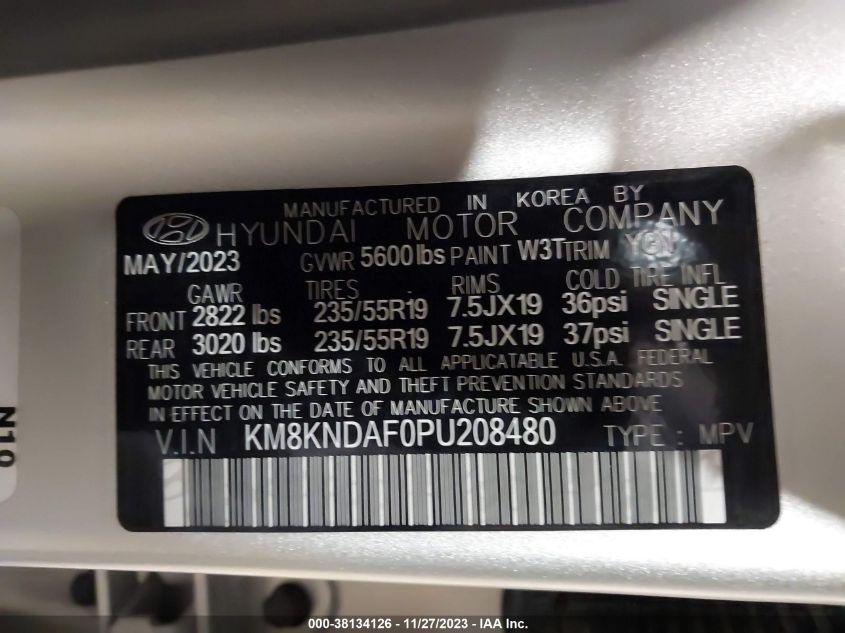 MANUFACTURED IN KOREA BY
HYUNDAI MOTOR COMPANY
MAY/2023 GVWR 5600 lbs PAINT W3T TRIM YGN
GAWR TIRES RIMS COLD TIRE INFL
FRONT 2822 lbs 235/55R19 7.5JX19 36psi SINGLE
REAR 3020 lbs 235/55R19 7.5JX19 37psi SINGLE
THIS VEHICLE CONFORMS TO ALL APPLICATABLE U.S.A. FEDERAL
MOTOR VEHICLE SAFETY AND THEFT PREVENTION STANDARDS
IN EFFECT ON THE DATE OF MANUFACTURE SHOWN ABOVE
V.I.N KM8KNDAF0PU208480 TYPE : MPV
N10
000-38134126 - 11/27/2023 - IAA Inc.